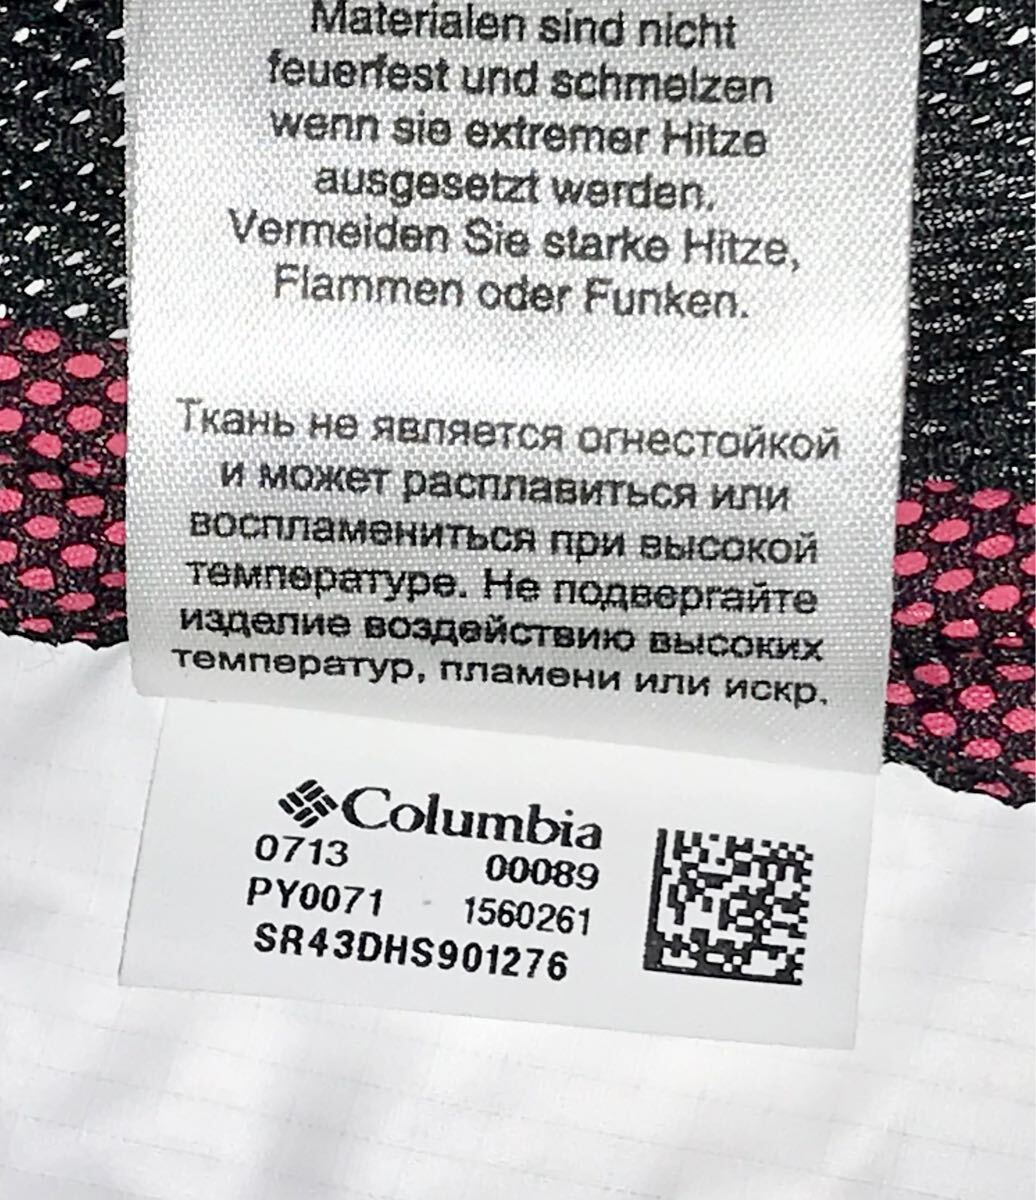 Materialen sind nicht
feuerfest und schmelzen
wenn sie extremer Hitze
ausgesetzt werden.
Vermeiden Sie starke Hitze,
Flammen oder Funken.
Ткань не является огнестойкой
и может расплавиться или
воспламениться при высокой
температуре. Не подвергайте
изделие воздействию высоких
температур, пламени или искр.
Columbia
0713 00089
PY0071 1560261
SR43DHS901276